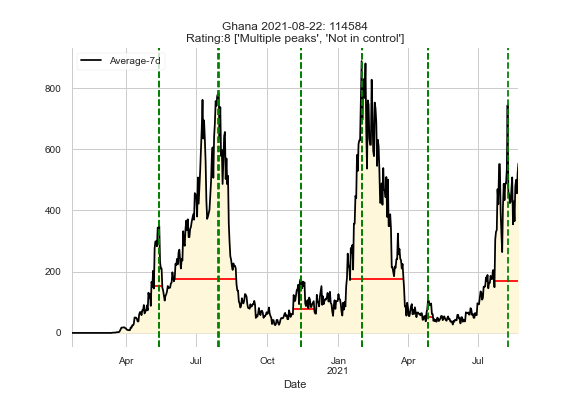 Ghana 2021-08-22: 114584
Rating:8 ['Multiple peaks', 'Not in control']
Average-7d
800
600
400
200
0
Apr
Jul
Oct
Jan
2021
Apr
Jul
Date